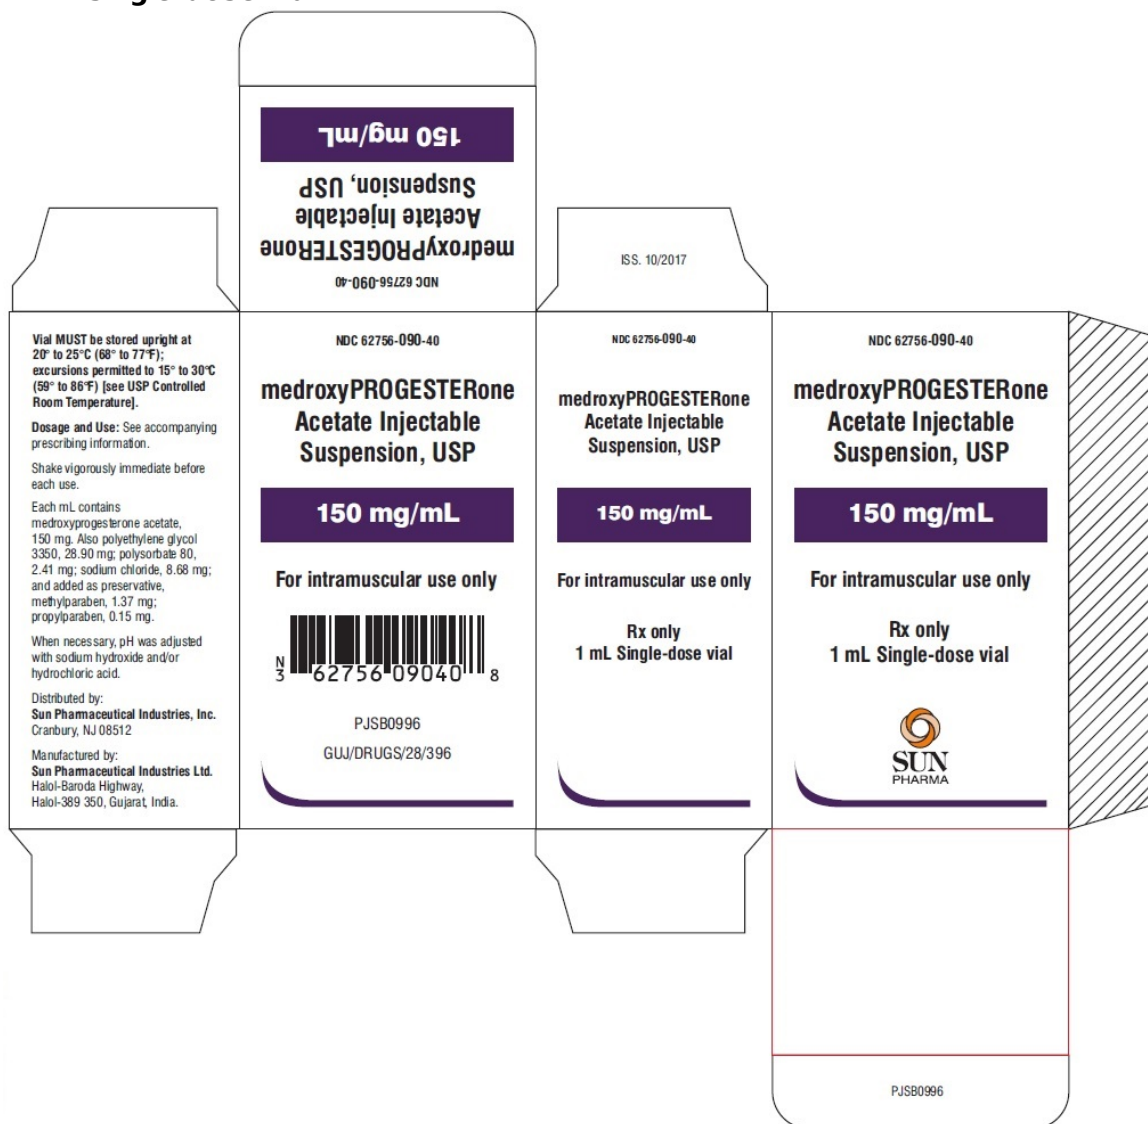 150 mg/mL
medroxyPROGESTERone
Acetate Injectable
Suspension, USP
NDC 62756-090-40
ISS. 10/2017
Vial MUST be stored upright at
20° to 25°C (68° to 77°F);
excursions permitted to 15° to 30°C
(59° to 86°F) [see USP Controlled
Room Temperature].
Dosage and Use: See accompanying
prescribing information.
Shake vigorously immediate before
each use.
Each mL contains
medroxyprogesterone acetate,
150 mg. Also polyethylene glycol
3350, 28.90 mg; polysorbate 80,
2.41 mg; sodium chloride, 8.68 mg;
and added as preservative,
methylparaben, 1.37 mg;
propylparaben, 0.15 mg.
When necessary, pH was adjusted
with sodium hydroxide and/or
hydrochloric acid.
Distributed by:
Sun Pharmaceutical Industries, Inc.
Cranbury, NJ 08512
Manufactured by:
Sun Pharmaceutical Industries Ltd.
Halol-Baroda Highway,
Halol-389 350, Gujarat, India.
NDC 62756-090-40
medroxyPROGESTERone
Acetate Injectable
Suspension, USP
150 mg/mL
For intramuscular use only
N
3 62756 09040 8
PJSB0996
GUJ/DRUGS/28/396
NDC 62756-090-40
medroxyPROGESTERone
Acetate Injectable
Suspension, USP
150 mg/mL
For intramuscular use only
Rx only
1 mL Single-dose vial
NDC 62756-090-40
medroxyPROGESTERone
Acetate Injectable
Suspension, USP
150 mg/mL
For intramuscular use only
Rx only
1 mL Single-dose vial
SUN
PHARMA
PJSB0996